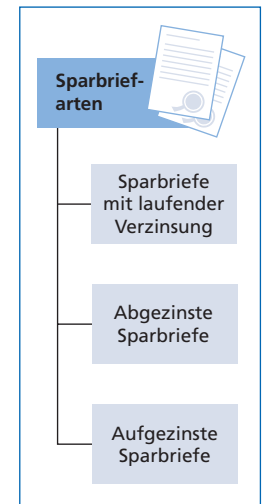 Sparbrief-
arten
Sparbriefe
mit laufender
Verzinsung
Abgezinste
Sparbriefe
Aufgezinste
Sparbriefe